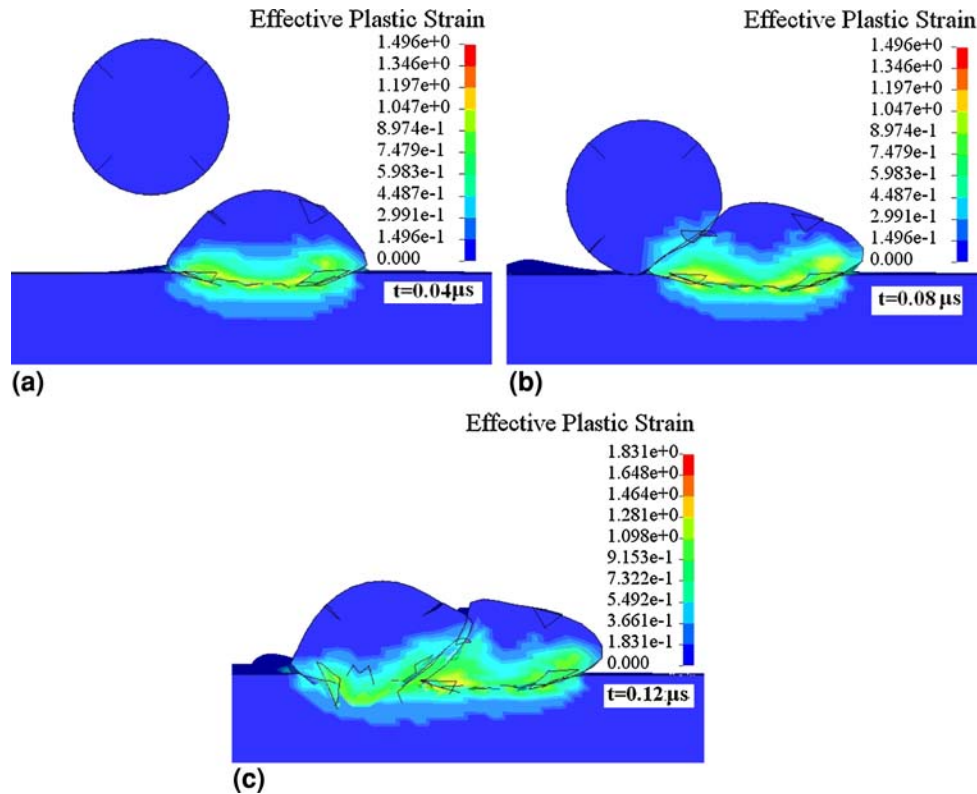 Effective Plastic Strain
1.496e+0
1.346e+0
1.197e+0
1.047e+0
8.974e-1
7.479e-1
5.983e-1
4.487e-1
2.991e-1
1.496e-1
0.000
t=0.04μs
(a)
Effective Plastic Strain
1.496e+0
1.346e+0
1.197e+0
1.047e+0
8.974e-1
7.479e-1
5.983e-1
4.487e-1
2.991e-1
1.496e-1
0.000
t=0.08 μs
(b)
Effective Plastic Strain
1.831e+0
1.648e+0
1.464e+0
1.281e+0
1.098e+0
9.153e-1
7.322e-1
5.492e-1
3.661e-1
1.831e-1
0.000
t=0.12 μs
(c)